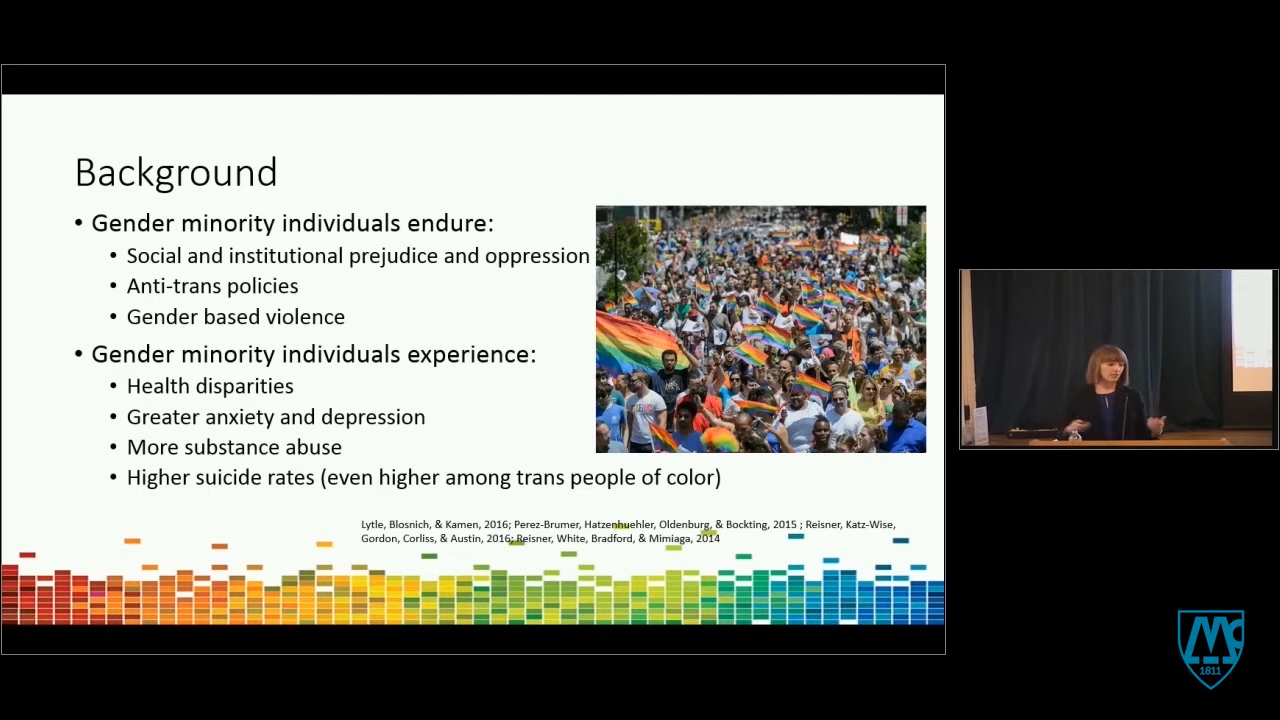 Background
• Gender minority individuals endure:
• Social and institutional prejudice and oppression
• Anti-trans policies
• Gender based violence
• Gender minority individuals experience:
• Health disparities
• Greater anxiety and depression
• More substance abuse
• Higher suicide rates (even higher among trans people of color)
Lytle, Blosnich, & Kamen, 2016; Perez-Brumer, Hatzenhuehler, Oldenburg, & Bockting, 2015 ; Reisner, Katz-Wise,
Gordon, Corliss, & Austin, 2016; Reisner, White, Bradford, & Mimiaga, 2014
Mc
1811